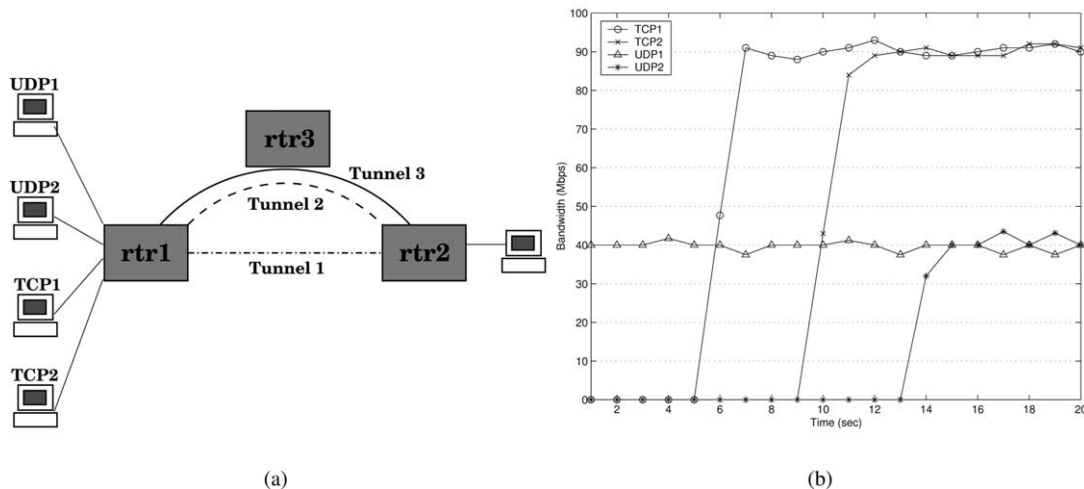 UDP1
UDP2
TCP1
TCP2
rtr3
Tunnel 3
Tunnel 2
rtr1
rtr2
Tunnel 1
(a)
100
90
80
70
60
50
40
30
20
10
0
Bandwidth (Mbps)
TCP1
TCP2
UDP1
UDP2
2 4 6 8 10 12 14 16 18 20
Time (sec)
(b)